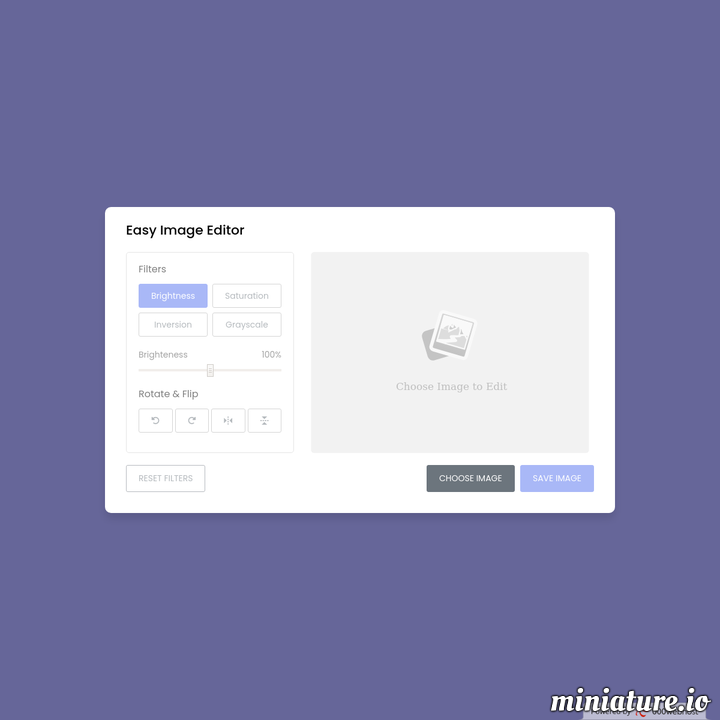 Easy Image Editor
Filters
Brightness
Saturation
Inversion
Grayscale
Brighteness 100%
Rotate & Flip
Choose Image to Edit
RESET FILTERS
CHOOSE IMAGE
SAVE IMAGE
miniature.io